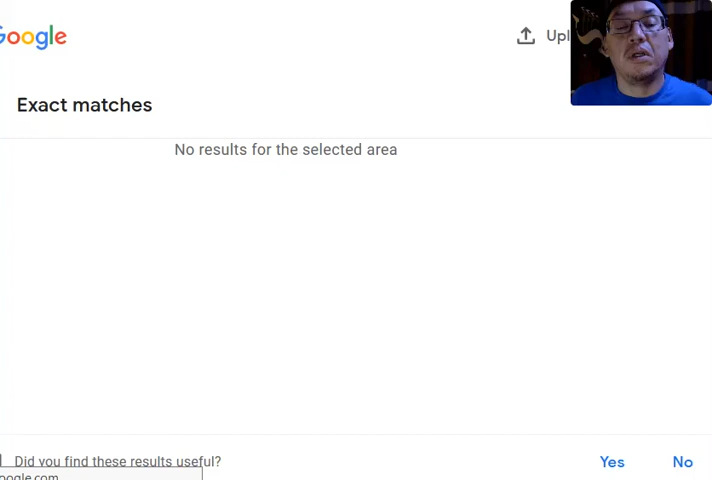 Google
Upl
Exact matches
No results for the selected area
Did you find these results useful?
Yes
No
oogle.com